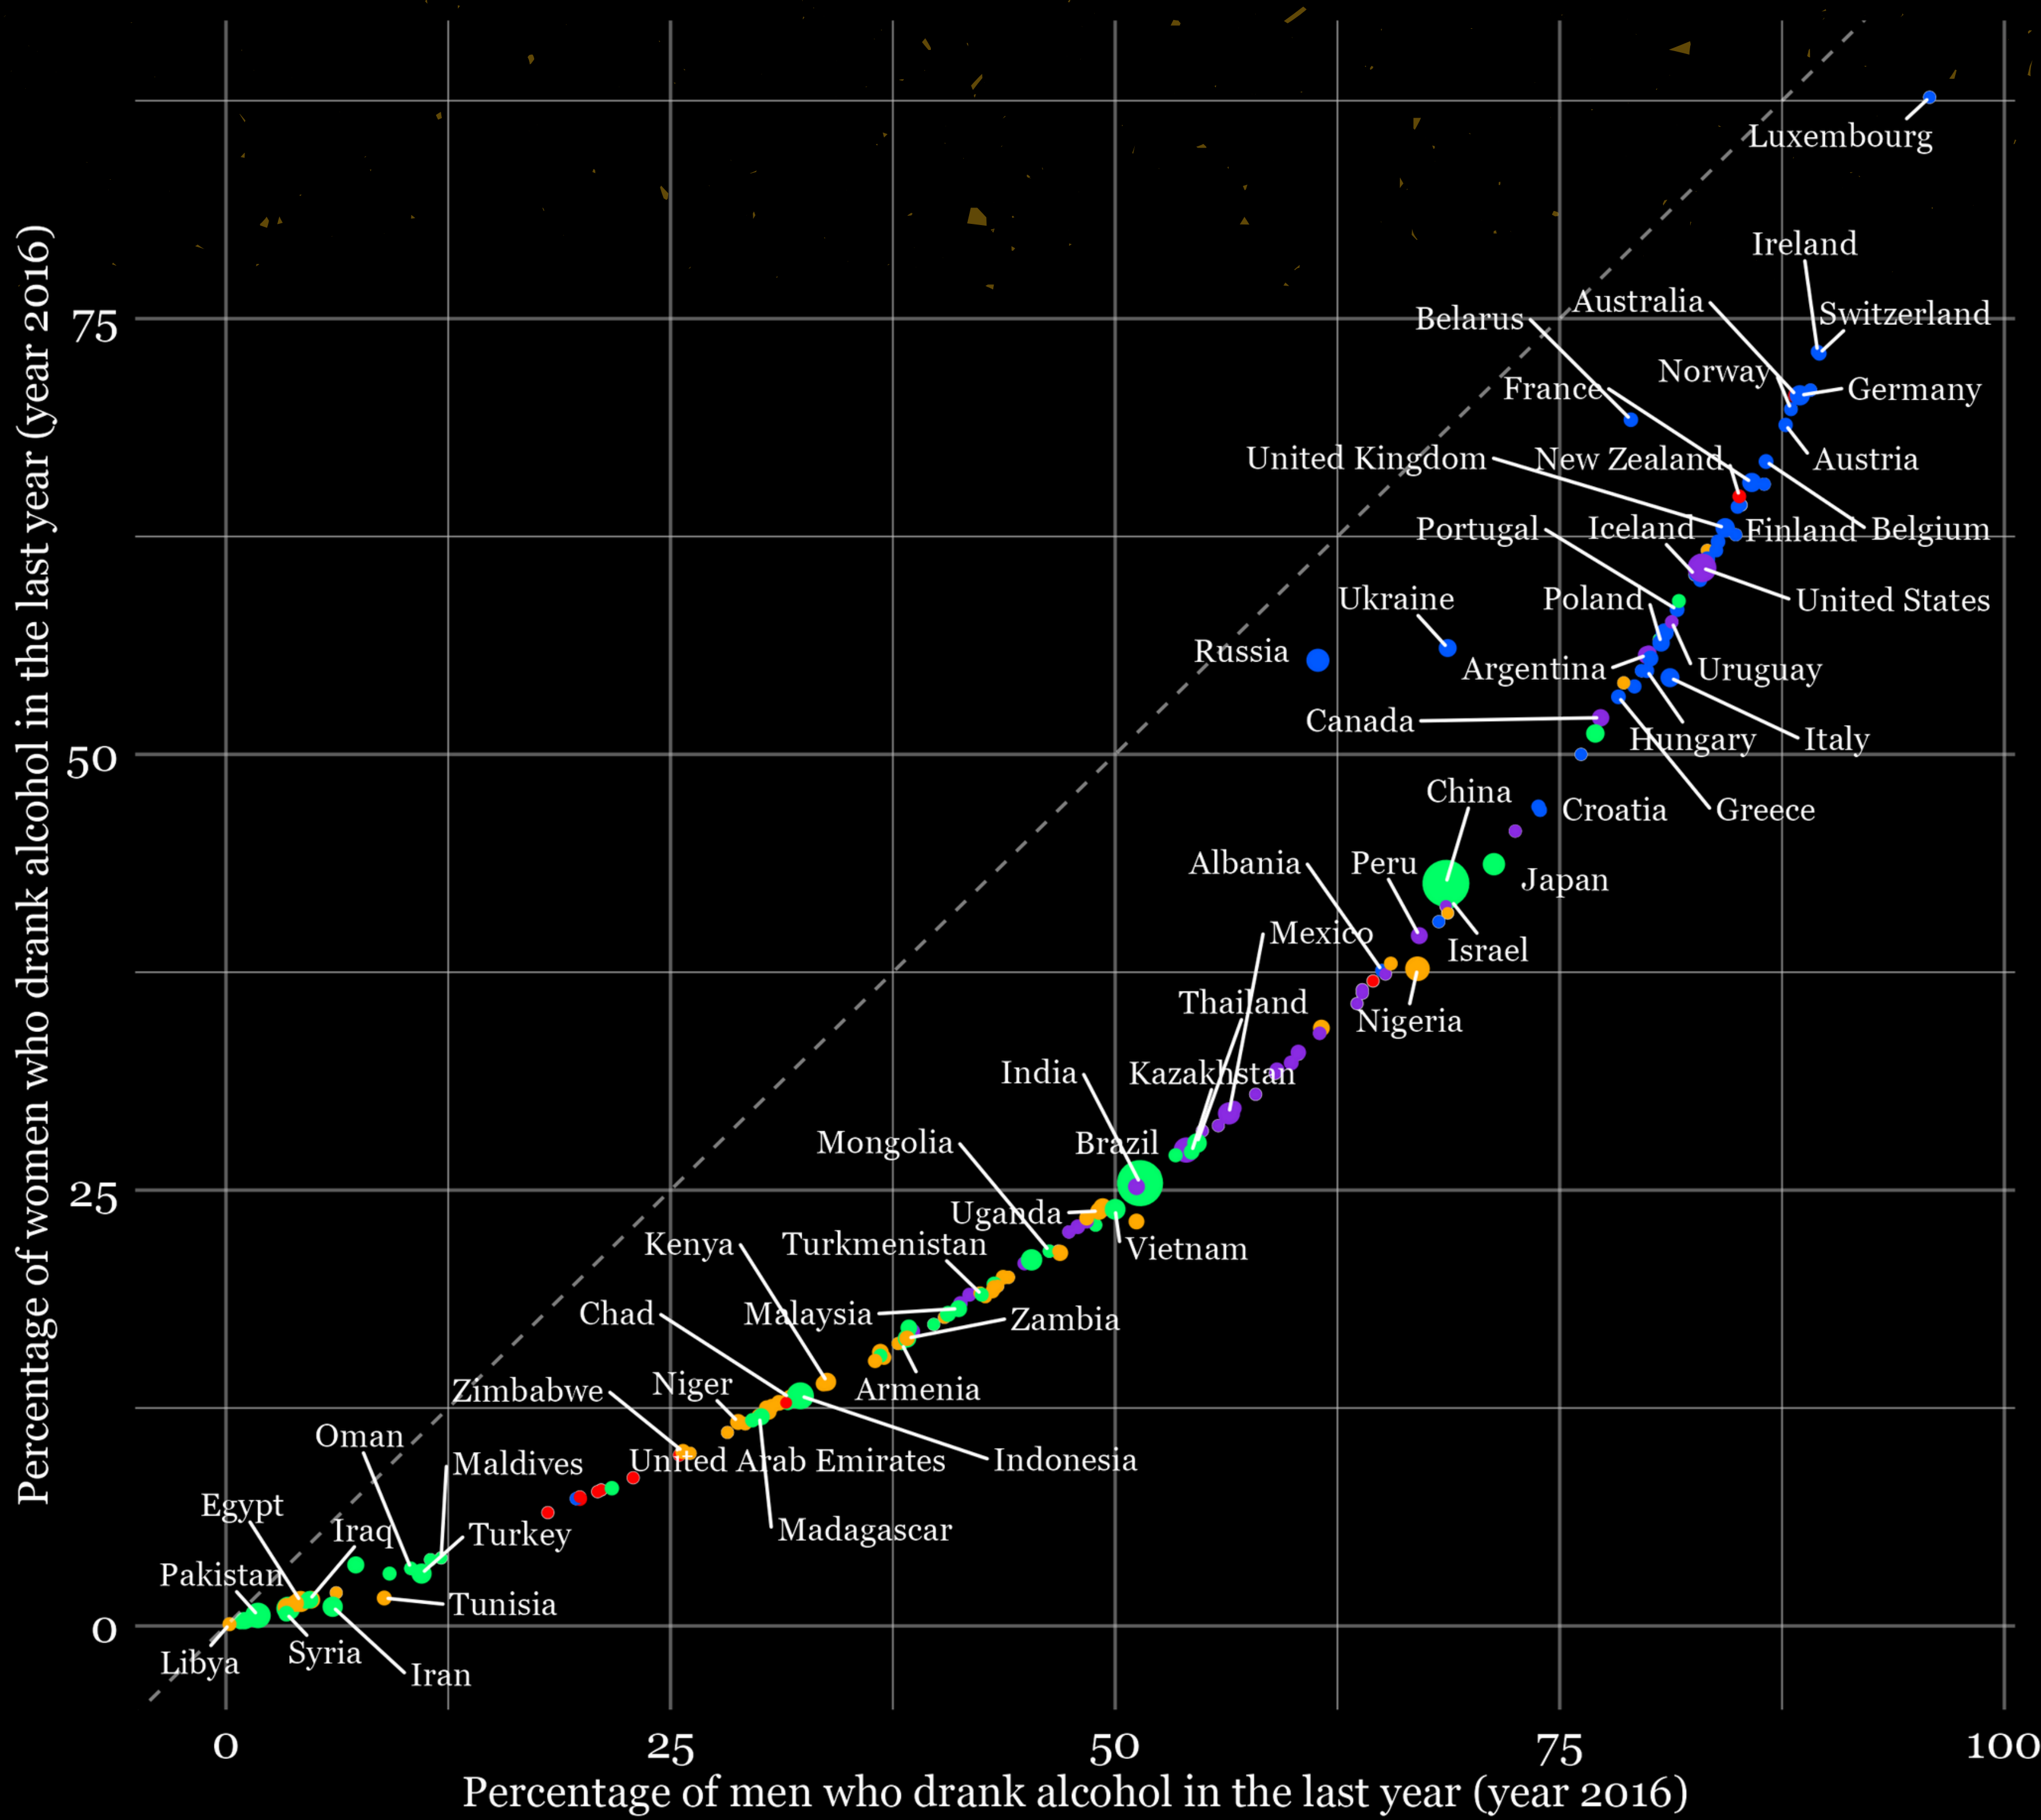 Percentage of women who drank alcohol in the last year (year 2016)
Luxembourg
Ireland
Australia
Switzerland
Belarus
75
Norway
France
Germany
United Kingdom
New Zealand
Austria
Portugal
Iceland
Finland
Belgium
Ukraine
Poland
United States
Russia
Argentina
Uruguay
Canada
Hungary
Italy
50
China
Croatia
Greece
Albania
Peru
Japan
Mexico
Israel
Thailand
Nigeria
India
Kazakhstan
Mongolia
Brazil
25
Uganda
Kenya
Turkmenistan
Vietnam
Chad
Malaysia
Zambia
Zimbabwe
Niger
Armenia
Oman
Maldives
United Arab Emirates
Indonesia
Egypt
Iraq
Turkey
Madagascar
Pakistan
Tunisia
0
Libya
Syria
Iran
0
25
50
75
100
Percentage of men who drank alcohol in the last year (year 2016)